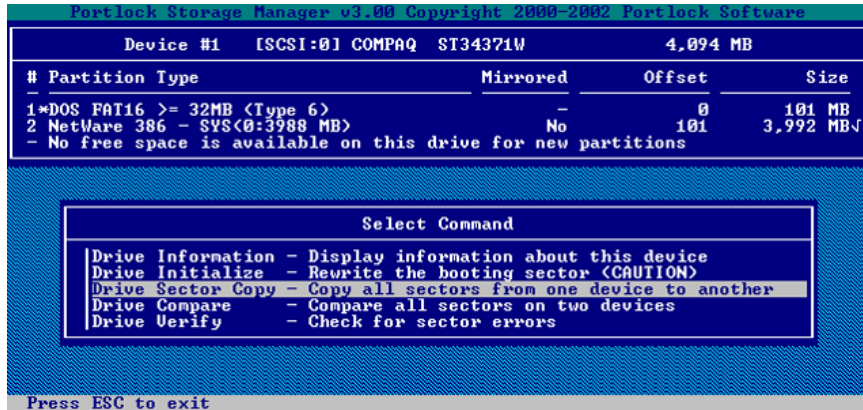 Portlock Storage Manager v3.00 Copyright 2000-2002 Portlock Software
Device #1 [SCSI:0] COMPAQ ST34371W 4,094 MB
# Partition Type Mirrored Offset Size
1*DOS FAT16 >= 32MB (Type 6) - 0 101 MB
2 NetWare 386 - SYS(0:3988 MB) No 101 3,992 MB√
- No free space is available on this drive for new partitions
Select Command
Drive Information - Display information about this device
Drive Initialize - Rewrite the booting sector (CAUTION)
Drive Sector Copy - Copy all sectors from one device to another
Drive Compare - Compare all sectors on two devices
Drive Verify - Check for sector errors
Press ESC to exit